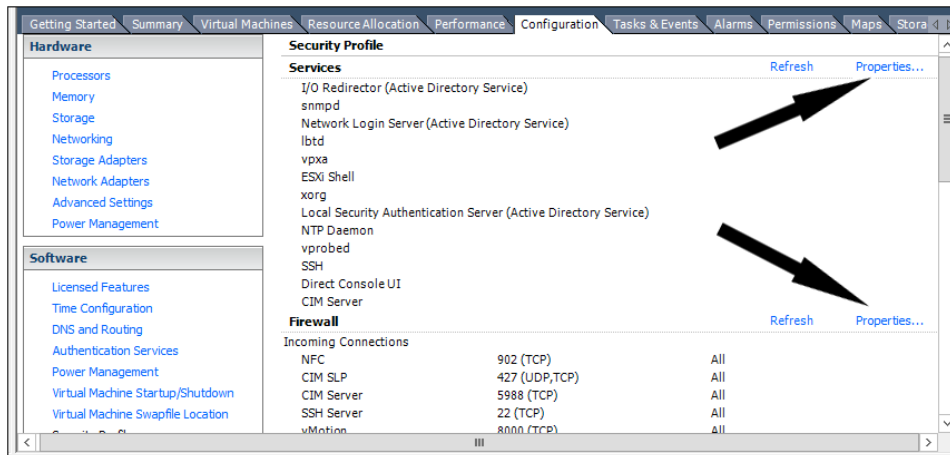 Getting Started Summary Virtual Machines Resource Allocation Performance Configuration Tasks & Events Alarms Permissions Maps Stora
Hardware
Processors
Memory
Storage
Networking
Storage Adapters
Network Adapters
Advanced Settings
Power Management
Software
Licensed Features
Time Configuration
DNS and Routing
Authentication Services
Power Management
Virtual Machine Startup/Shutdown
Virtual Machine Swapfile Location
Security Profile
Services Refresh Properties...
I/O Redirector (Active Directory Service)
snmpd
Network Login Server (Active Directory Service)
lbtd
vpxa
ESXi Shell
xorg
Local Security Authentication Server (Active Directory Service)
NTP Daemon
vprobed
SSH
Direct Console UI
CIM Server
Firewall Refresh Properties...
Incoming Connections
NFC 902 (TCP) All
CIM SLP 427 (UDP,TCP) All
CIM Server 5988 (TCP) All
SSH Server 22 (TCP) All
vMotion 8000 (TCP) All